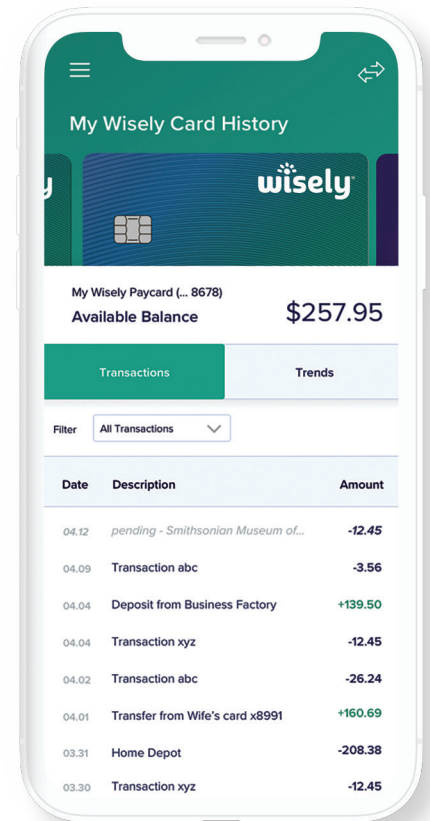 My Wisely Card History
y wisely
My Wisely Paycard (... 8678)
Available Balance $257.95
Transactions Trends
Filter All Transactions
Date Description Amount
04.12 pending - Smithsonian Museum of... -12.45
04.09 Transaction abc -3.56
04.04 Deposit from Business Factory +139.50
04.04 Transaction xyz -12.45
04.02 Transaction abc -26.24
04.01 Transfer from Wife's card x8991 +160.69
03.31 Home Depot -208.38
03.30 Transaction xyz -12.45